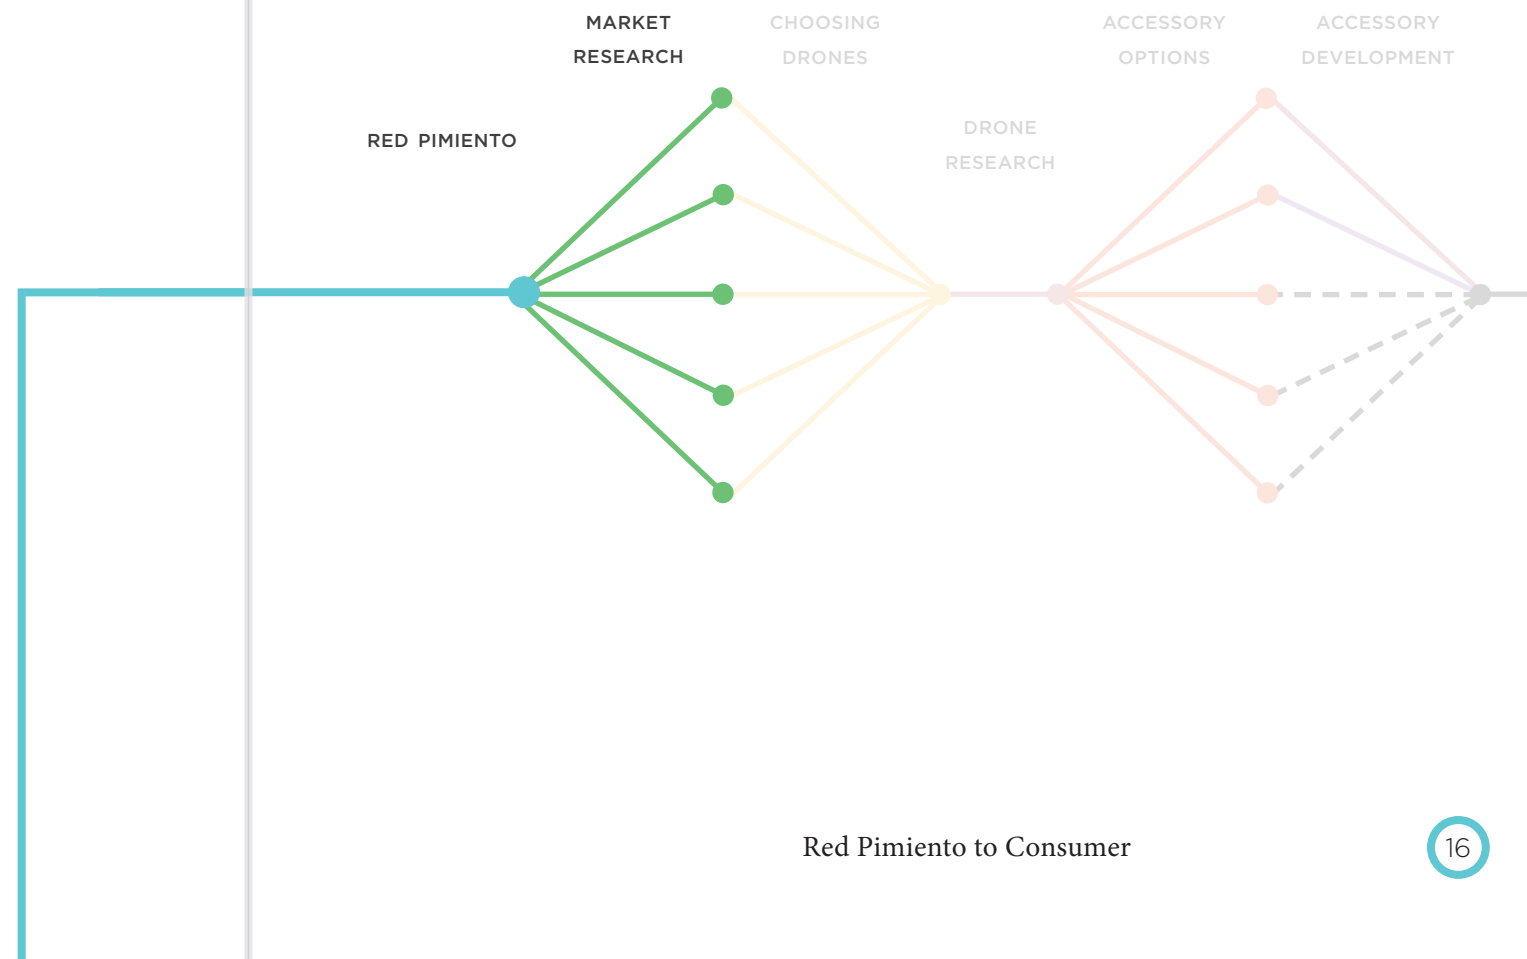 MARKET
RESEARCH
CHOOSING
DRONES
ACCESSORY
OPTIONS
ACCESSORY
DEVELOPMENT
RED PIMIENTO
DRONE
RESEARCH
Red Pimiento to Consumer
16